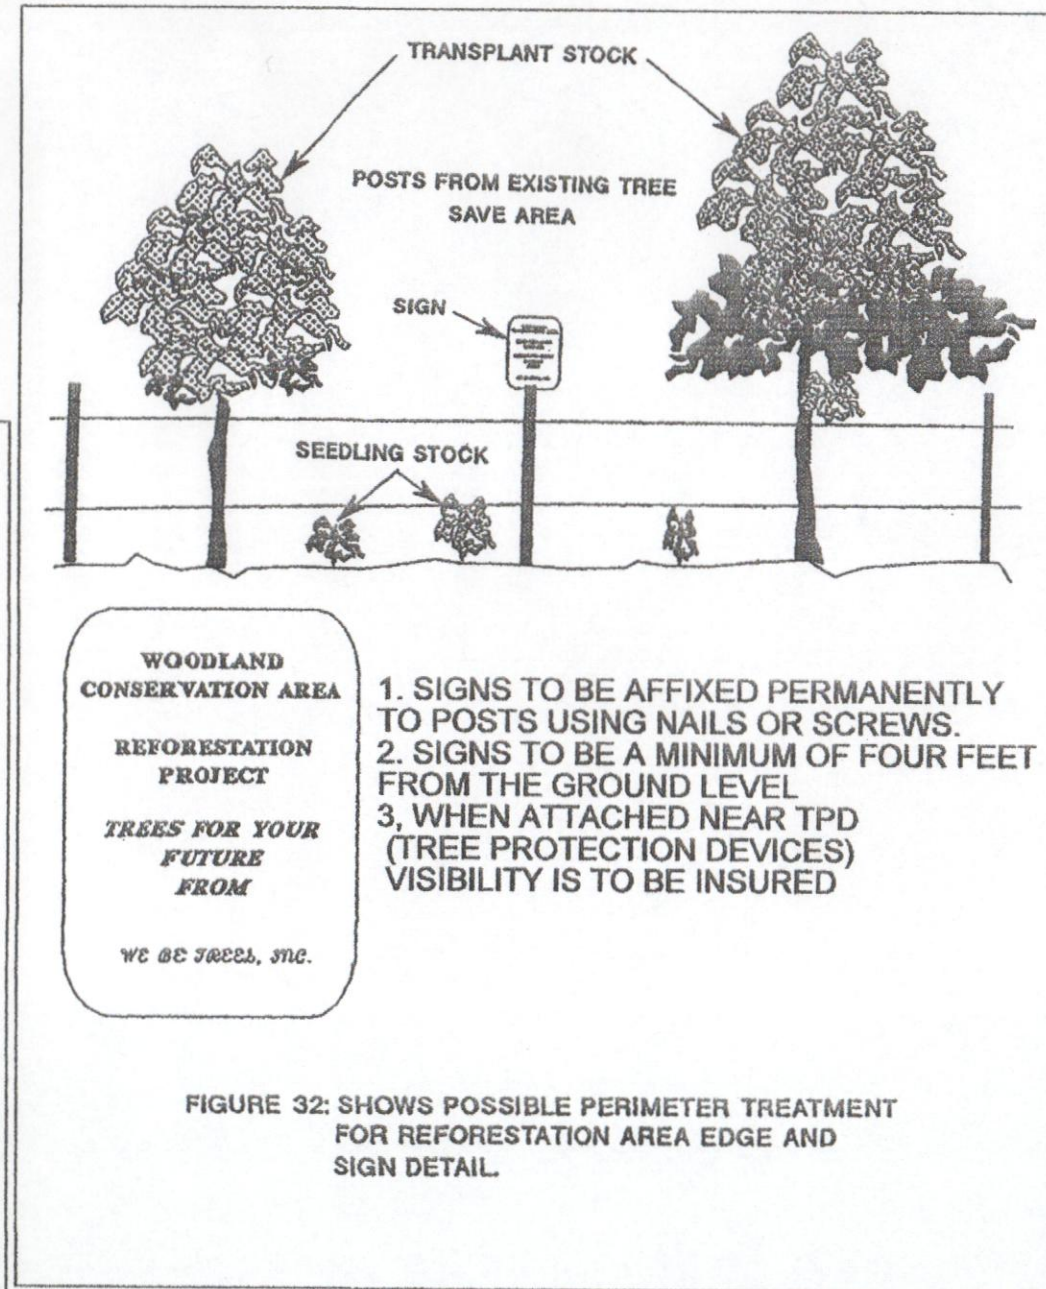 TRANSPLANT STOCK
POSTS FROM EXISTING TREE
SAVE AREA
SIGN
SEEDLING STOCK
WOODLAND
CONSERVATION AREA
REFORESTATION
PROJECT
TREES FOR YOUR
FUTURE
FROM
WE BE TREES, INC.
1. SIGNS TO BE AFFIXED PERMANENTLY
TO POSTS USING NAILS OR SCREWS.
2. SIGNS TO BE A MINIMUM OF FOUR FEET
FROM THE GROUND LEVEL
3, WHEN ATTACHED NEAR TPD
(TREE PROTECTION DEVICES)
VISIBILITY IS TO BE INSURED
FIGURE 32: SHOWS POSSIBLE PERIMETER TREATMENT
FOR REFORESTATION AREA EDGE AND
SIGN DETAIL.